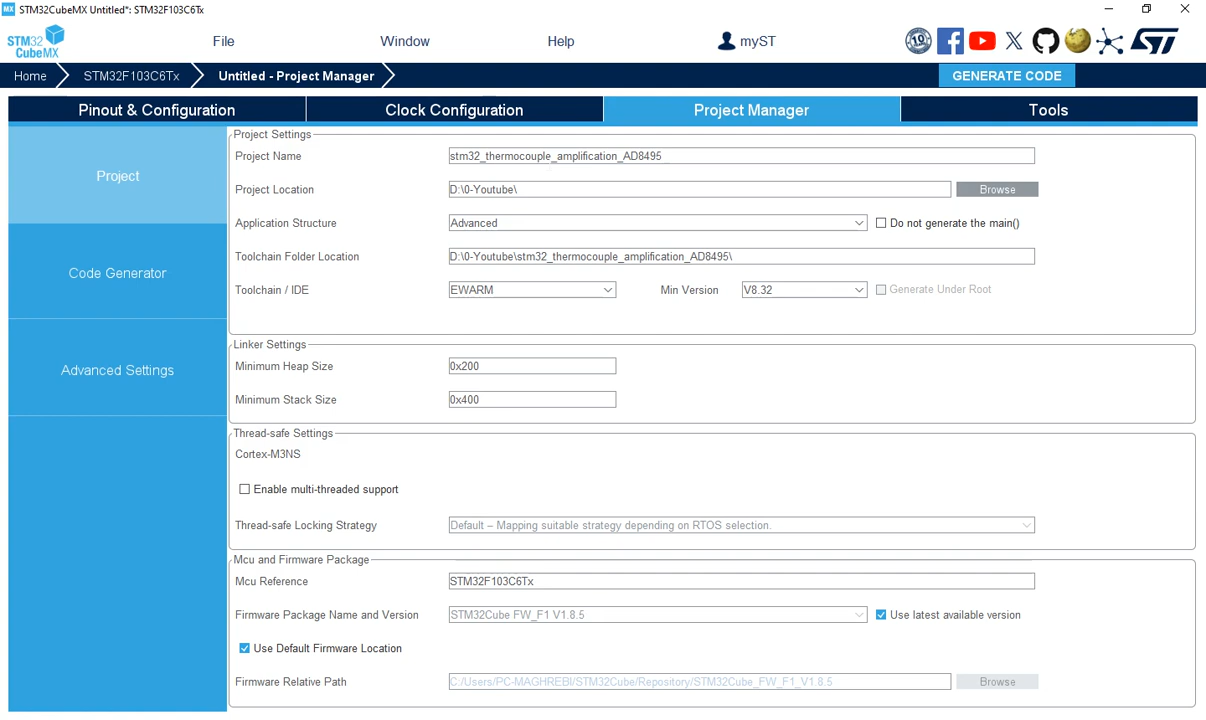 MX STM32CubeMX Untitled*: STM32F103C6Tx
STM32
CubeMX
File
Window
Help
myST
10
Home
STM32F103C6Tx
Untitled - Project Manager
GENERATE CODE
Pinout & Configuration
Clock Configuration
Project Manager
Tools
Project
Code Generator
Advanced Settings
Project Settings
Project Name
stm32_thermocouple_amplification_AD8495
Project Location
D:\0-Youtube\
Browse
Application Structure
Advanced
Do not generate the main()
Toolchain Folder Location
D:\0-Youtube\stm32_thermocouple_amplification_AD8495\
Toolchain / IDE
EWARM
Min Version
V8.32
Generate Under Root
Linker Settings
Minimum Heap Size
0x200
Minimum Stack Size
0x400
Thread-safe Settings
Cortex-M3NS
Enable multi-threaded support
Thread-safe Locking Strategy
Default – Mapping suitable strategy depending on RTOS selection.
Mcu and Firmware Package
Mcu Reference
STM32F103C6Tx
Firmware Package Name and Version
STM32Cube FW_F1 V1.8.5
Use latest available version
Use Default Firmware Location
Firmware Relative Path
C:/Users/PC-MAGHREBI/STM32Cube/Repository/STM32Cube_FW_F1_V1.8.5
Browse